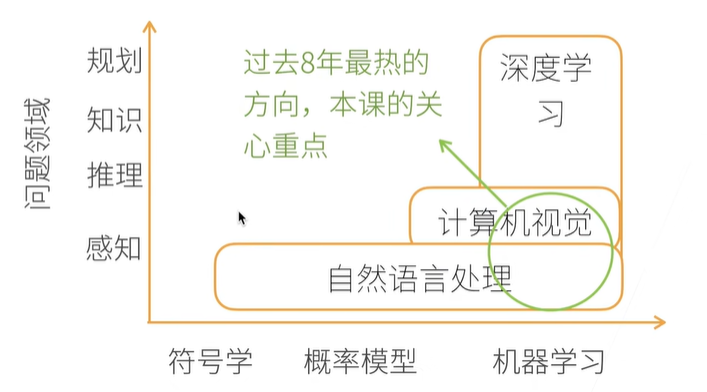 问题领域
规划
知识
推理
感知
过去8年最热的
方向，本课的关
心重点
深度学
习
计算机视觉
自然语言处理
符号学
概率模型
机器学习